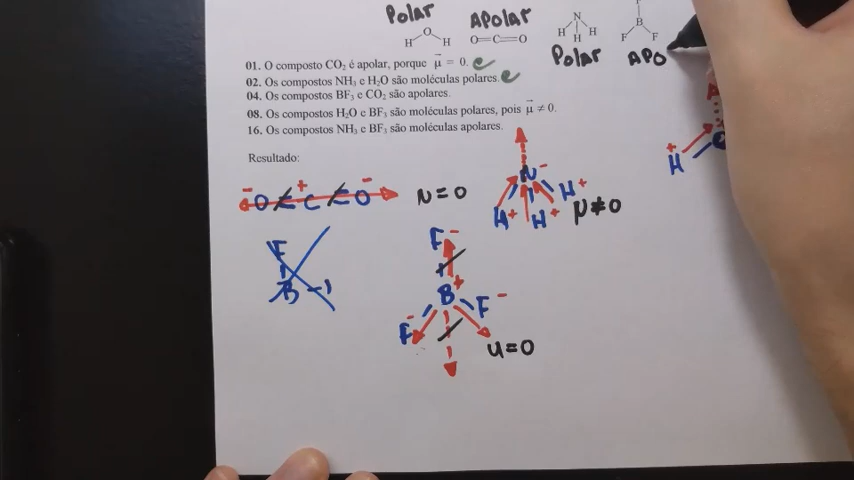 Polar
APolar
O
H H
O=C=O
N
H H
H
B
F F
Polar
APO
01. O composto CO₂ é apolar, porque μ⃗ = 0. e
02. Os compostos NH₃ e H₂O são moléculas polares. e
04. Os compostos BF₃ e CO₂ são apolares.
08. Os compostos H₂O e BF₃ são moléculas polares, pois μ⃗ ≠ 0.
16. Os compostos NH₃ e BF₃ são moléculas apolares.
Resultado:
- + -
O C O
μ=0
N -
H+ H+ H+
μ≠0
+
H
F
B
F -
B +
F - F -
u=0